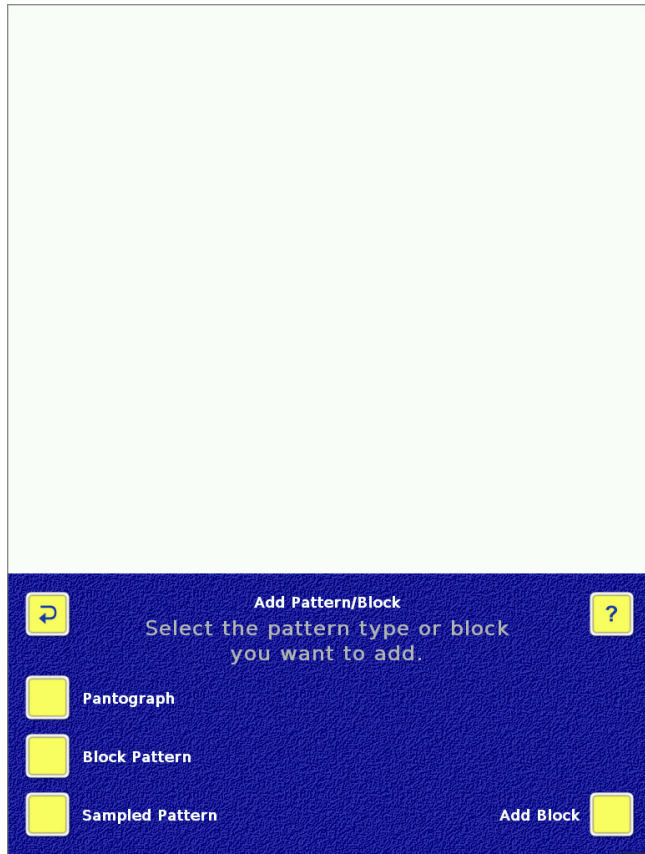 Add Pattern/Block
?
Select the pattern type or block
you want to add.
Pantograph
Block Pattern
Sampled Pattern
Add Block